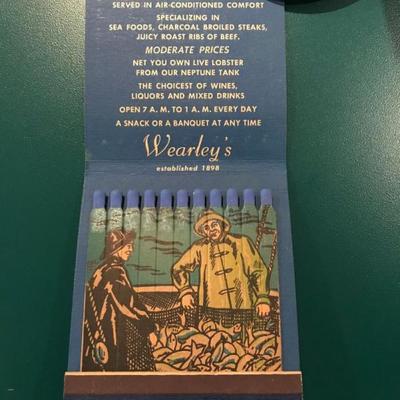 SERVED IN AIR-CONDITIONED COMFORT
SPECIALIZING IN
SEA FOODS, CHARCOAL BROILED STEAKS,
JUICY ROAST RIBS OF BEEF.
MODERATE PRICES
NET YOU OWN LIVE LOBSTER
FROM OUR NEPTUNE TANK
THE CHOICEST OF WINES,
LIQUORS AND MIXED DRINKS
OPEN 7 A. M. TO 1 A. M. EVERY DAY
A SNACK OR A BANQUET AT ANY TIME
Wearley's
established 1898